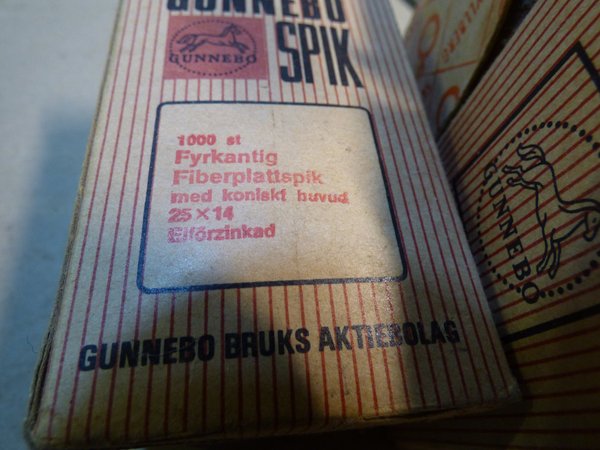 GUNNEBO
SPIK
GUNNEBO
1000 st
Fyrkantig
Fiberplattspik
med koniskt huvud
25×14
Elförzinkad
GUNNEBO BRUKS AKTIEBOLAG
GUNNEBO